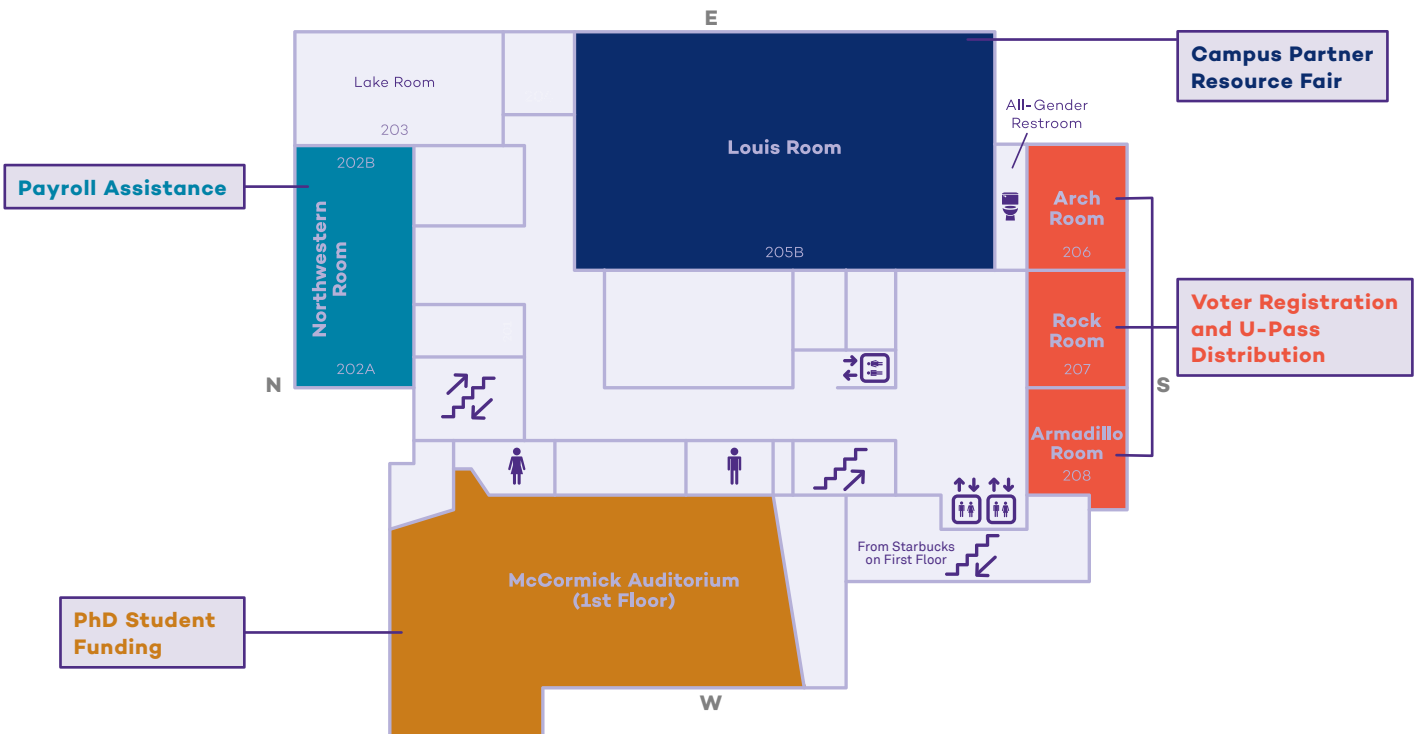 E
Campus Partner
Resource Fair
Lake Room
203
All-Gender
Restroom
Louis Room
205B
202B
Payroll Assistance
Northwestern
Room
202A
Arch
Room
206
Voter Registration
and U-Pass
Distribution
Rock
Room
207
N
S
Armadillo
Room
208
From Starbucks
on First Floor
McCormick Auditorium
(1st Floor)
PhD Student
Funding
W